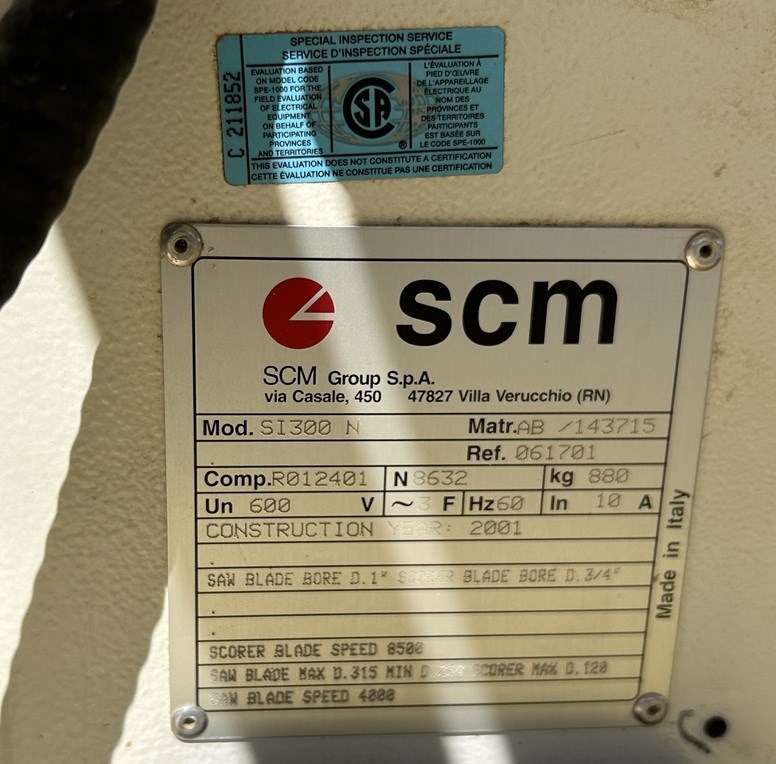 SPECIAL INSPECTION SERVICE
SERVICE D'INSPECTION SPÉCIALE
C 211852
EVALUATION BASED
ON MODEL CODE
SPE-1000 FOR THE
FIELD EVALUATION
OF ELECTRICAL
EQUIPMENT
ON BEHALF OF
PARTICIPATING
PROVINCES
AND TERRITORIES
CSA ®
L'ÉVALUATION À
PIED D'ŒUVRE
DE L'APPAREILLAGE
ÉLECTRIQUE AU
NOM DES
PROVINCES ET
DES TERRITOIRES
PARTICIPANTS
EST BASÉE SUR
LE CODE SPE-1000
THIS EVALUATION DOES NOT CONSTITUTE A CERTIFICATION
CETTE ÉVALUATION NE CONSTITUE PAS UNE CERTIFICATION
scm
SCM Group S.p.A.
via Casale, 450 47827 Villa Verucchio (RN)
Mod. SI300 N Matr. AB /143715
Ref. 061701
Comp. R012401 N 8632 kg 880
Un 600 V ~ 3 F Hz 60 In 10 A
CONSTRUCTION YEAR: 2001
SAW BLADE BORE D.1" SCORER BLADE BORE D.3/4"
SCORER BLADE SPEED 8500
SAW BLADE MAX D.315 MIN SCORER MAX D.120
SAW BLADE SPEED 4000
Made in Italy